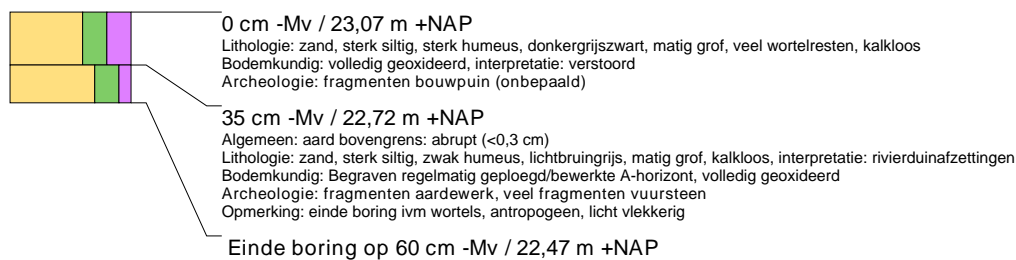 0 cm -Mv / 23,07 m +NAP
Lithologie: zand, sterk siltig, sterk humeus, donkergrijszwart, matig grof, veel wortelresten, kalkloos
Bodemkundig: volledig geoxideerd, interpretatie: verstoord
Archeologie: fragmenten bouwpuin (onbepaald)
35 cm -Mv / 22,72 m +NAP
Algemeen: aard bovengrens: abrupt (<0,3 cm)
Lithologie: zand, sterk siltig, zwak humeus, lichtbruingrijs, matig grof, kalkloos, interpretatie: rivierduinafzettingen
Bodemkundig: Begraven regelmatig geploegd/bewerkte A-horizont, volledig geoxideerd
Archeologie: fragmenten aardewerk, veel fragmenten vuursteen
Opmerking: einde boring ivm wortels, antropogeen, licht vlekkerig
Einde boring op 60 cm -Mv / 22,47 m +NAP